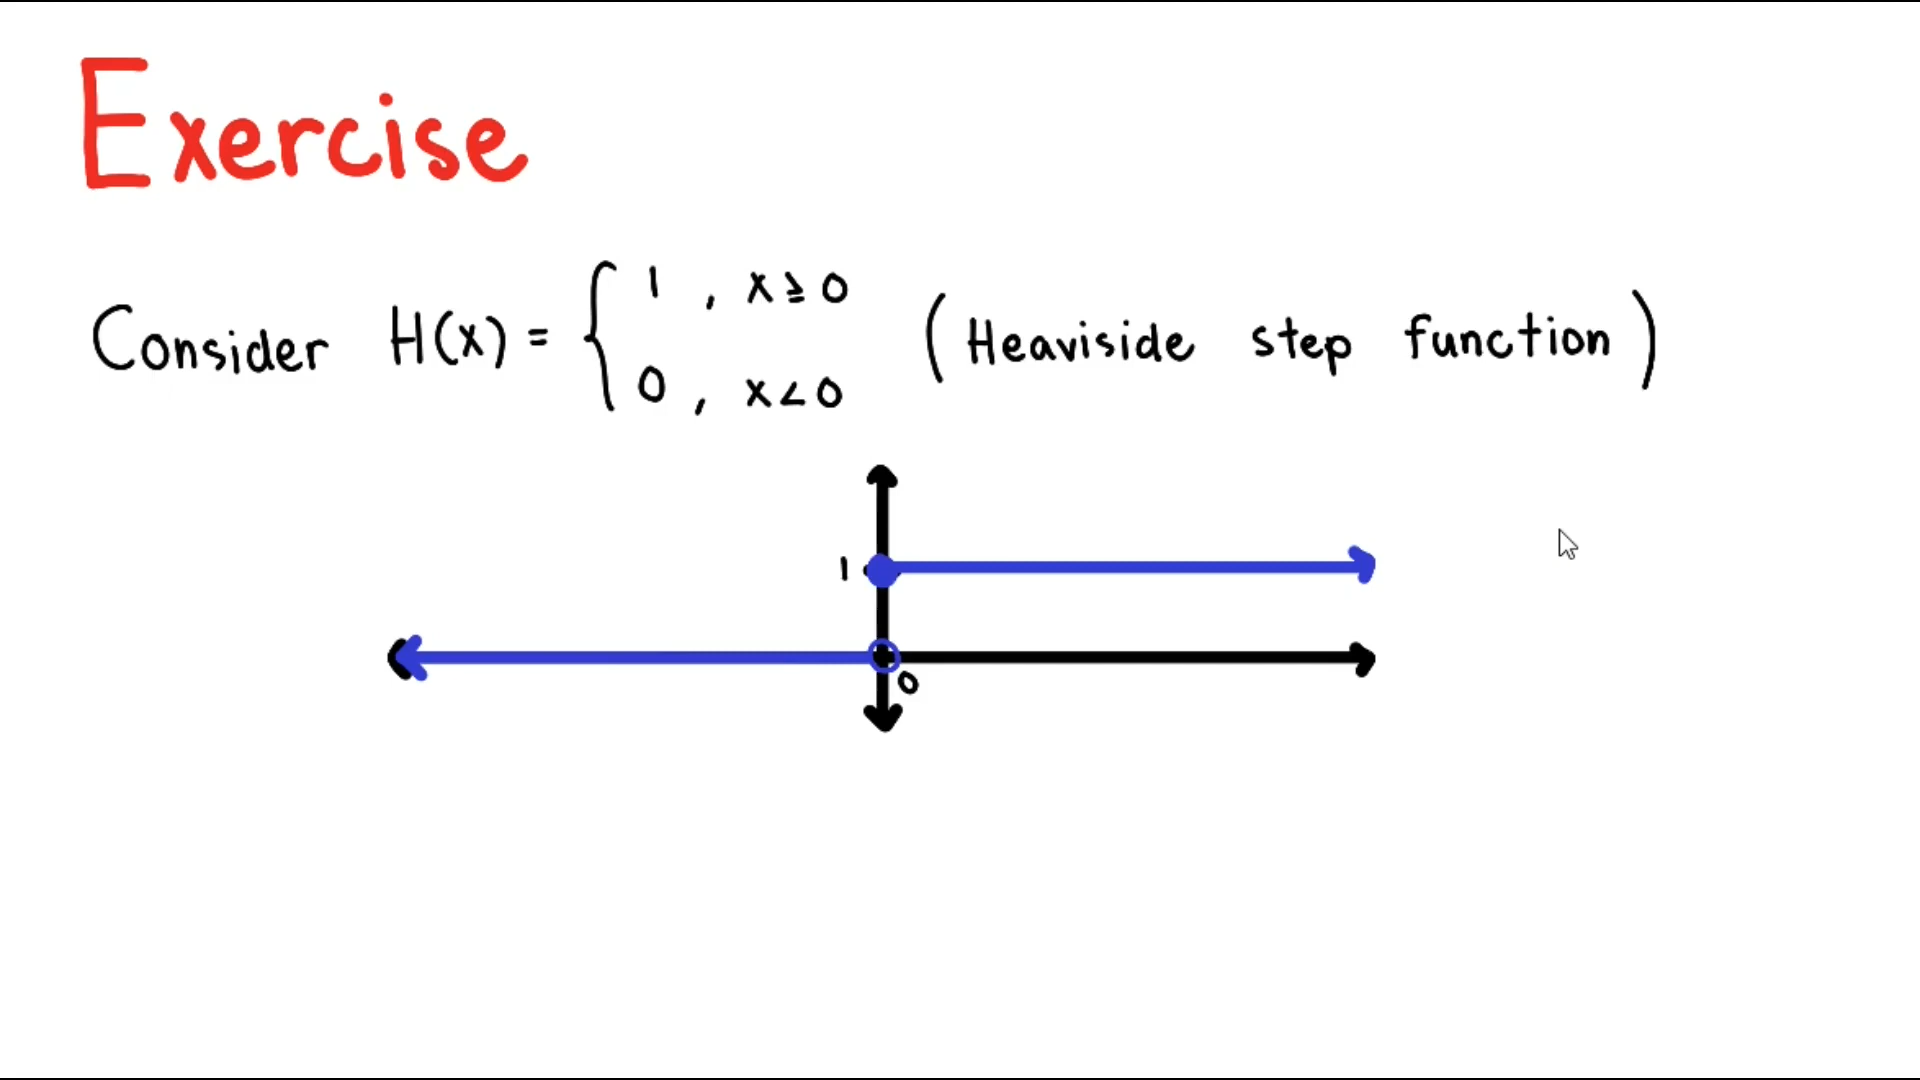 Exercise
Consider H(x) = { 1 , x ≥ 0 (Heaviside step function)
0 , x < 0
1
0